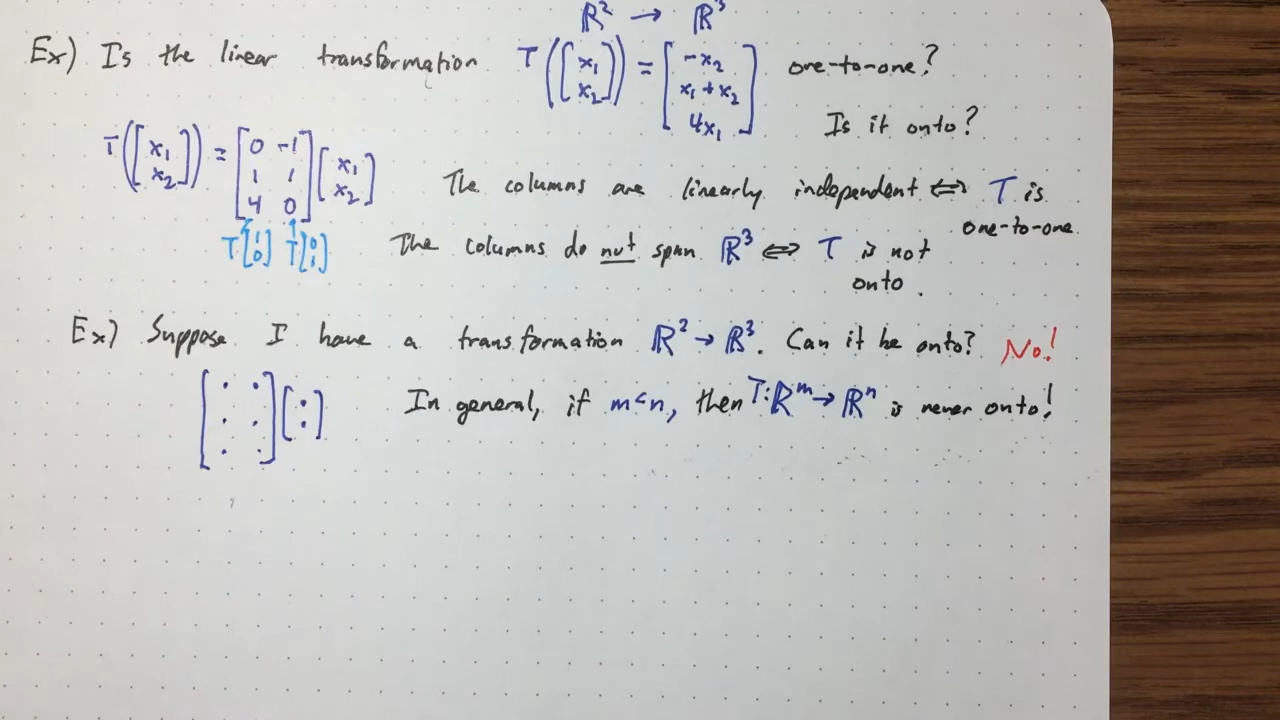 ℝ² → ℝ³
Ex) Is the linear transformation T([x₁ x₂]) = [-x₂ x₁+x₂ 4x₁] one-to-one?
Is it onto?
T([x₁ x₂]) = [0 -1 1 1 4 0][x₁ x₂]
The columns are linearly independent ⇔ T is one-to-one.
T[1 0] T[0 1]
The columns do not span ℝ³ ⇔ T is not onto.
Ex) Suppose I have a transformation ℝ² → ℝ³. Can it be onto? No!
[· · · · · ·][· ·]
In general, if m<n, then T:ℝᵐ → ℝⁿ is never onto!